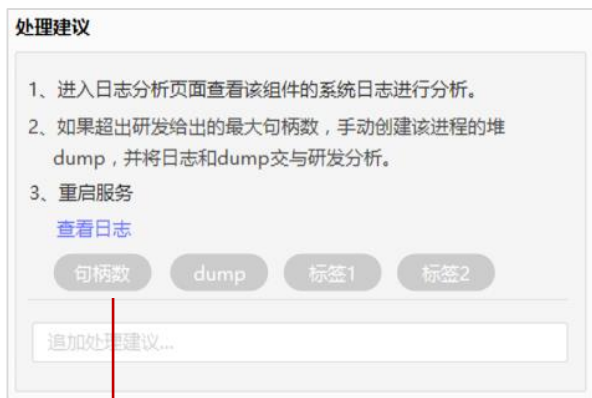 处理建议
1、进入日志分析页面查看该组件的系统日志进行分析。
2、如果超出研发给出的最大句柄数，手动创建该进程的堆
dump，并将日志和dump交与研发分析。
3、重启服务
查看日志
句柄数 dump 标签1 标签2
追加处理建议...